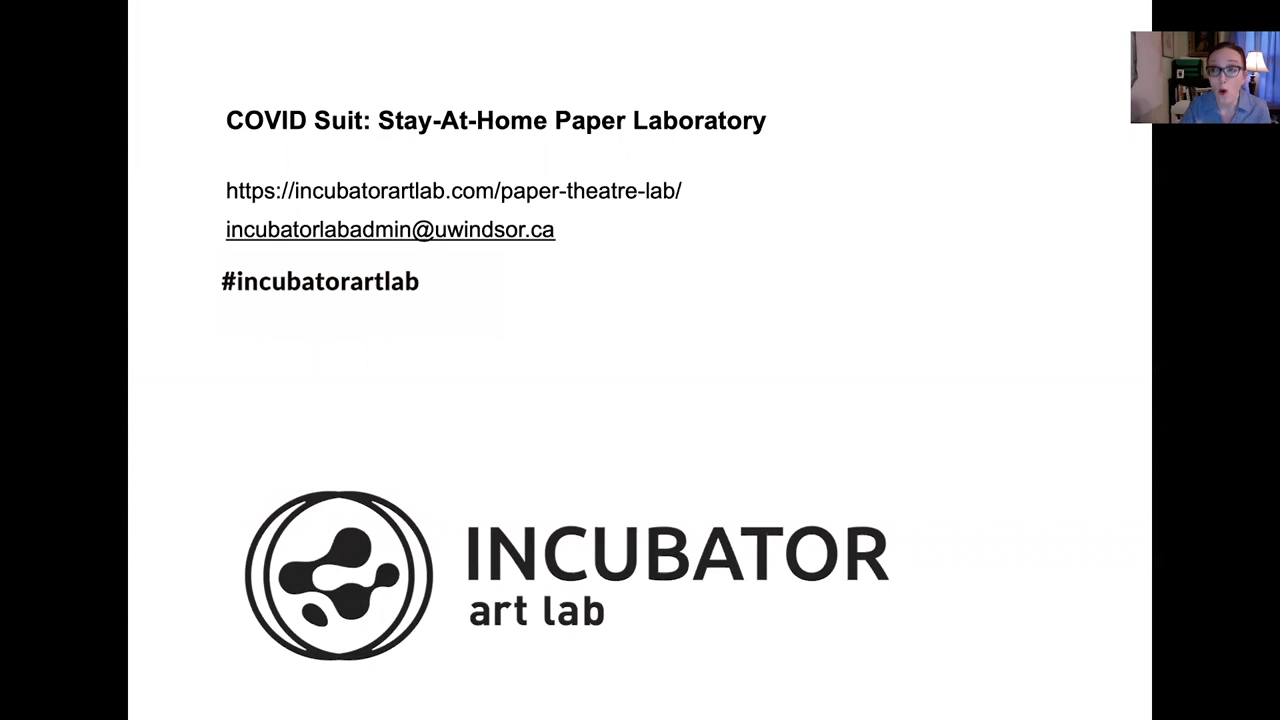 COVID Suit: Stay-At-Home Paper Laboratory
https://incubatorartlab.com/paper-theatre-lab/
incubatorlabadmin@uwindsor.ca
#incubatorartlab
INCUBATOR
art lab